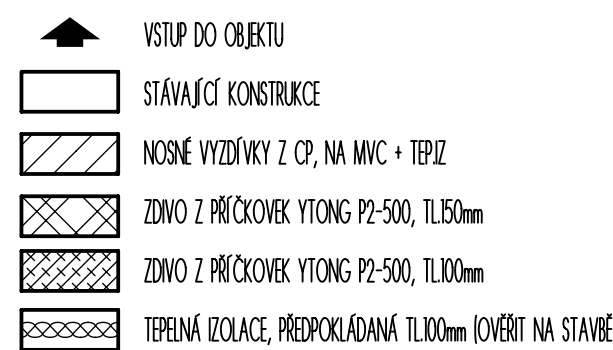 VSTUP DO OBJEKTU
STÁVAJÍCÍ KONSTRUKCE
NOSNÉ VYZDÍVKY Z CP, NA MVC + TEP.IZ
ZDIVO Z PŘÍČKOVEK YTONG P2-500, TL.150mm
ZDIVO Z PŘÍČKOVEK YTONG P2-500, TL.100mm
TEPELNÁ IZOLACE, PŘEDPOKLÁDANÁ TL.100mm (OVĚŘIT NA STAVBĚ